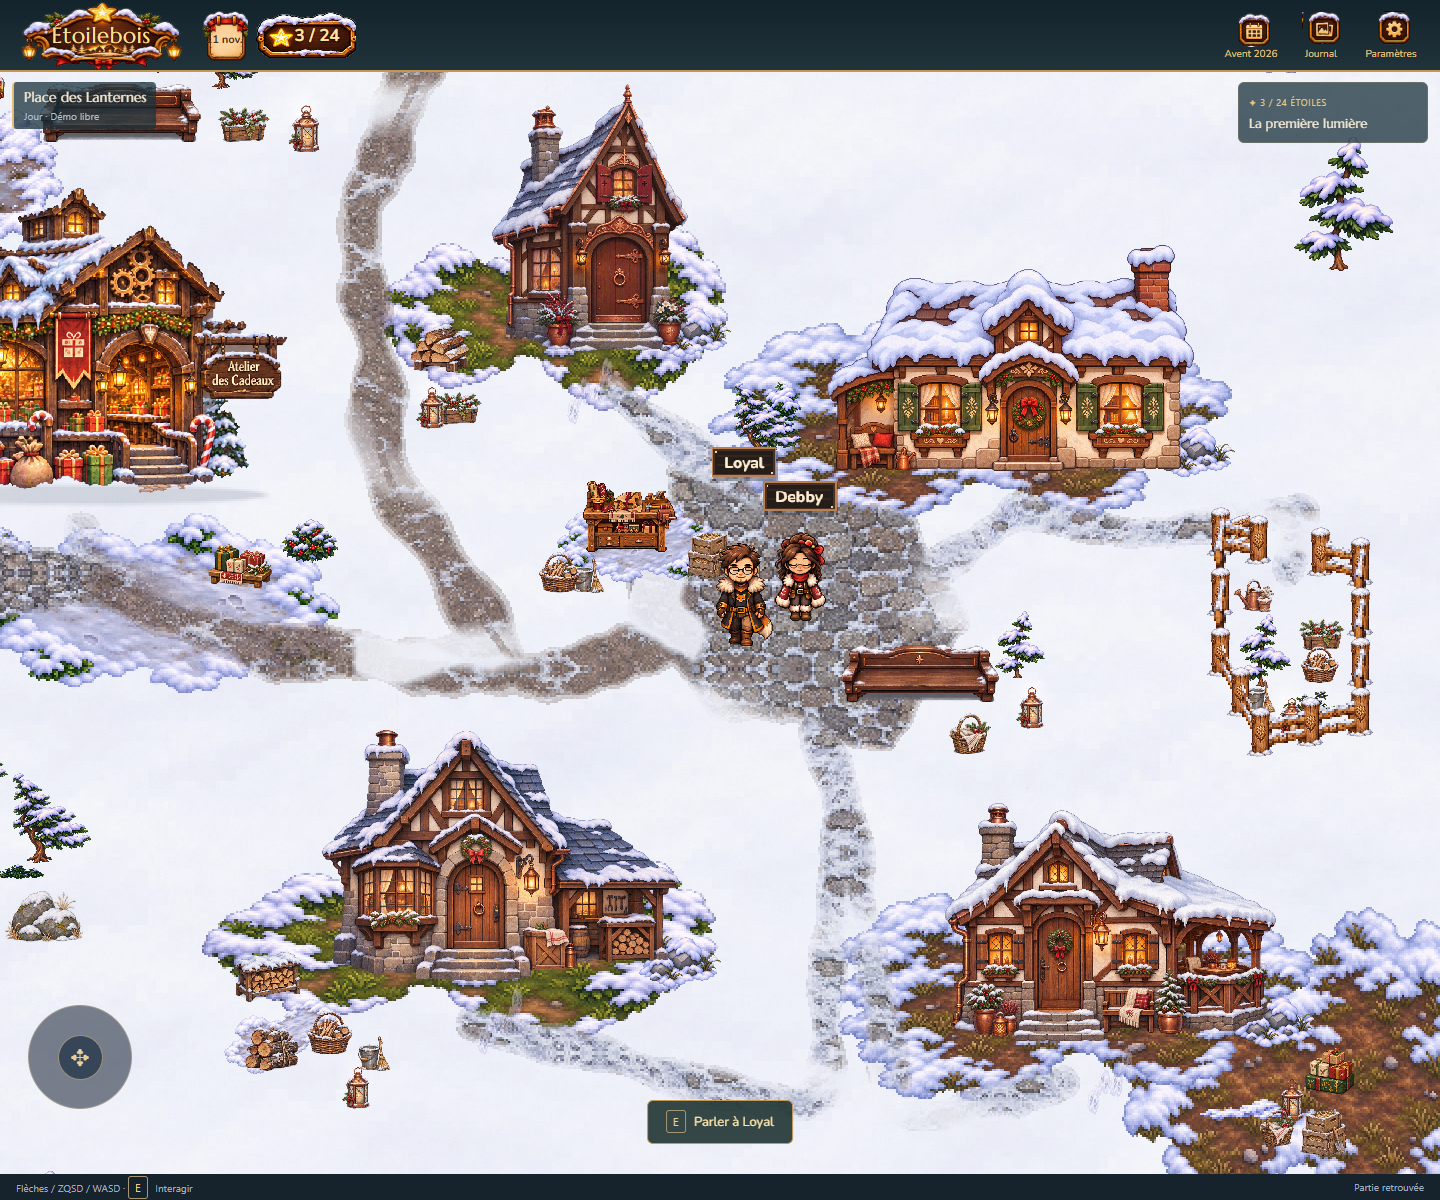 Etoilebois
1 nov.
3 / 24
Avent 2026
Journal
Paramètres
Place des Lanternes
Jour · Démo libre
✦ 3 / 24 ÉTOILES
La première lumière
Atelier
des Cadeaux
Loyal
Debby
E Parler à Loyal
Flèches / ZQSD / WASD · E Interagir
Partie retrouvée